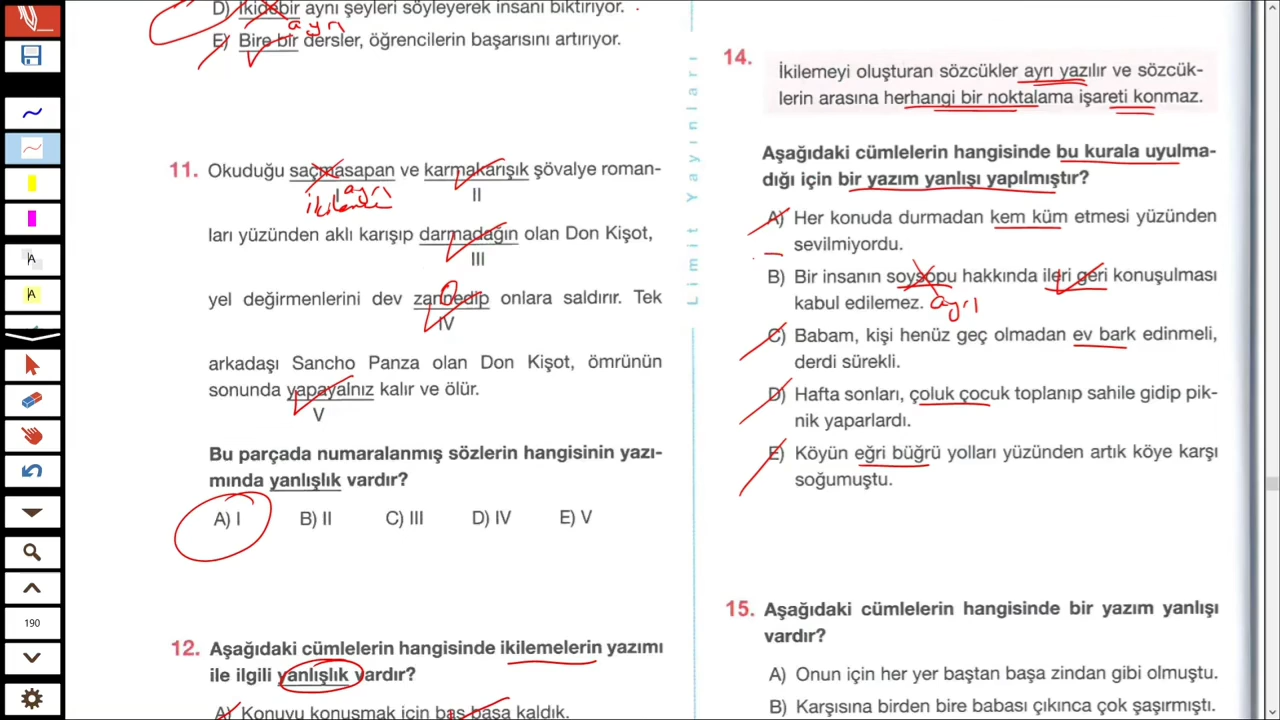 D) İkidebir aynı şeyleri söyleyerek insanı bıktırıyor.
ayrı
E) Bire bir dersler, öğrencilerin başarısını artırıyor.
11. Okuduğu saçmasapan ve karmakarışık şövalye roman-
I II
ayrı
ikileme
ları yüzünden aklı karışıp darmadağın olan Don Kişot,
III
yel değirmenlerini dev zannedip onlara saldırır. Tek
IV
arkadaşı Sancho Panza olan Don Kişot, ömrünün
sonunda yapayalnız kalır ve ölür.
V
Bu parçada numaralanmış sözlerin hangisinin yazı-
mında yanlışlık vardır?
A) I B) II C) III D) IV E) V
12. Aşağıdaki cümlelerin hangisinde ikilemelerin yazımı
ile ilgili yanlışlık vardır?
A) Konuyu konuşmak için baş başa kaldık.
Limit Yayınları
14.
İkilemeyi oluşturan sözcükler ayrı yazılır ve sözcük-
lerin arasına herhangi bir noktalama işareti konmaz.
Aşağıdaki cümlelerin hangisinde bu kurala uyulma-
dığı için bir yazım yanlışı yapılmıştır?
A) Her konuda durmadan kem küm etmesi yüzünden
sevilmiyordu.
B) Bir insanın soysopu hakkında ileri geri konuşulması
kabul edilemez. ayrı
C) Babam, kişi henüz geç olmadan ev bark edinmeli,
derdi sürekli.
D) Hafta sonları, çoluk çocuk toplanıp sahile gidip pik-
nik yaparlardı.
E) Köyün eğri büğrü yolları yüzünden artık köye karşı
soğumuştu.
15. Aşağıdaki cümlelerin hangisinde bir yazım yanlışı
vardır?
A) Onun için her yer baştan başa zindan gibi olmuştu.
B) Karşısına birden bire babası çıkınca çok şaşırmıştı.
A
A
190